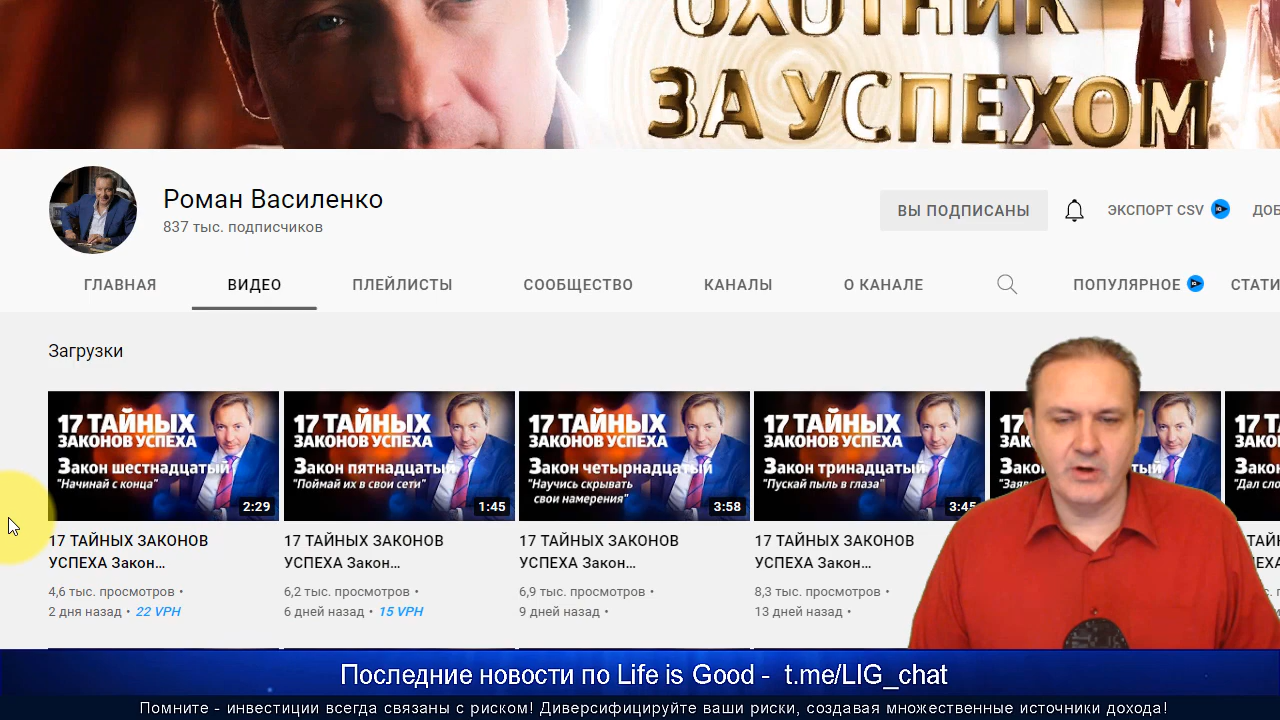 ОХОТНИК
ЗА УСПЕХОМ
Роман Василенко
837 тыс. подписчиков
ВЫ ПОДПИСАНЫ
ЭКСПОРТ CSV
ДОБ
ГЛАВНАЯ
ВИДЕО
ПЛЕЙЛИСТЫ
СООБЩЕСТВО
КАНАЛЫ
О КАНАЛЕ
ПОПУЛЯРНОЕ
СТАТИ
Загрузки
17 ТАЙНЫХ
ЗАКОНОВ УСПЕХА
Закон шестнадцатый
"Начинай с конца"
2:29
17 ТАЙНЫХ ЗАКОНОВ
УСПЕХА Закон...
4,6 тыс. просмотров •
2 дня назад • 22 VPH
17 ТАЙНЫХ
ЗАКОНОВ УСПЕХА
Закон пятнадцатый
"Поймай их в свои сети"
1:45
17 ТАЙНЫХ ЗАКОНОВ
УСПЕХА Закон...
6,2 тыс. просмотров •
6 дней назад • 15 VPH
17 ТАЙНЫХ
ЗАКОНОВ УСПЕХА
Закон четырнадцатый
"Научись скрывать
свои намерения"
3:58
17 ТАЙНЫХ ЗАКОНОВ
УСПЕХА Закон...
6,9 тыс. просмотров •
9 дней назад •
17 ТАЙНЫХ
ЗАКОНОВ УСПЕХА
Закон тринадцатый
"Пускай пыль в глаза"
3:45
17 ТАЙНЫХ ЗАКОНОВ
УСПЕХА Закон...
8,3 тыс. просмотров •
13 дней назад •
Последние новости по Life is Good - t.me/LIG_chat
Помните - инвестиции всегда связаны с риском! Диверсифицируйте ваши риски, создавая множественные источники дохода!